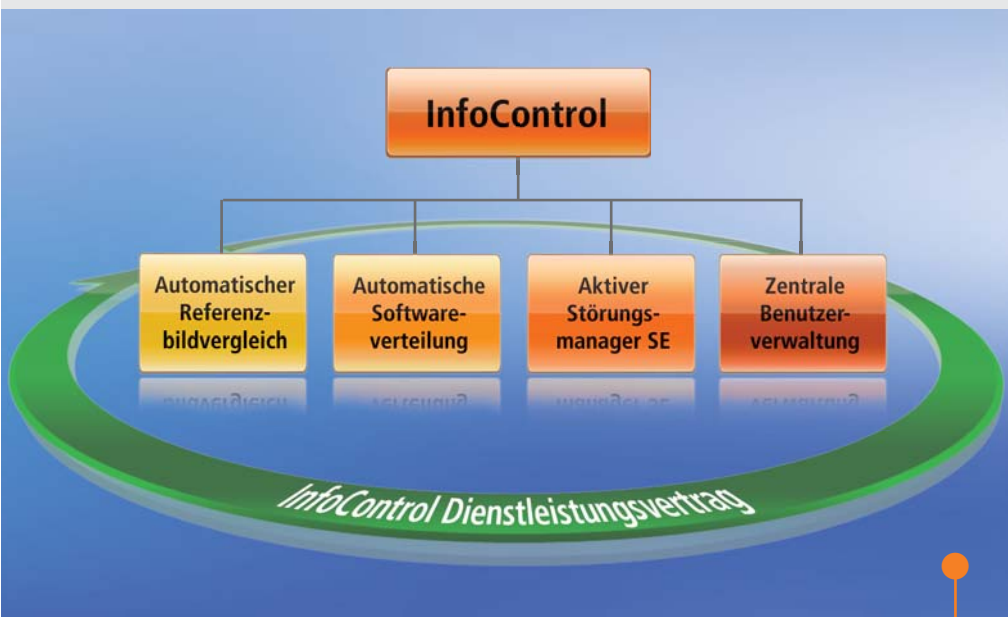 InfoControl
Automatischer
Referenz-
bildvergleich
Automatische
Software-
verteilung
Aktiver
Störungs-
manager SE
Zentrale
Benutzer-
verwaltung
InfoControl Dienstleistungsvertrag